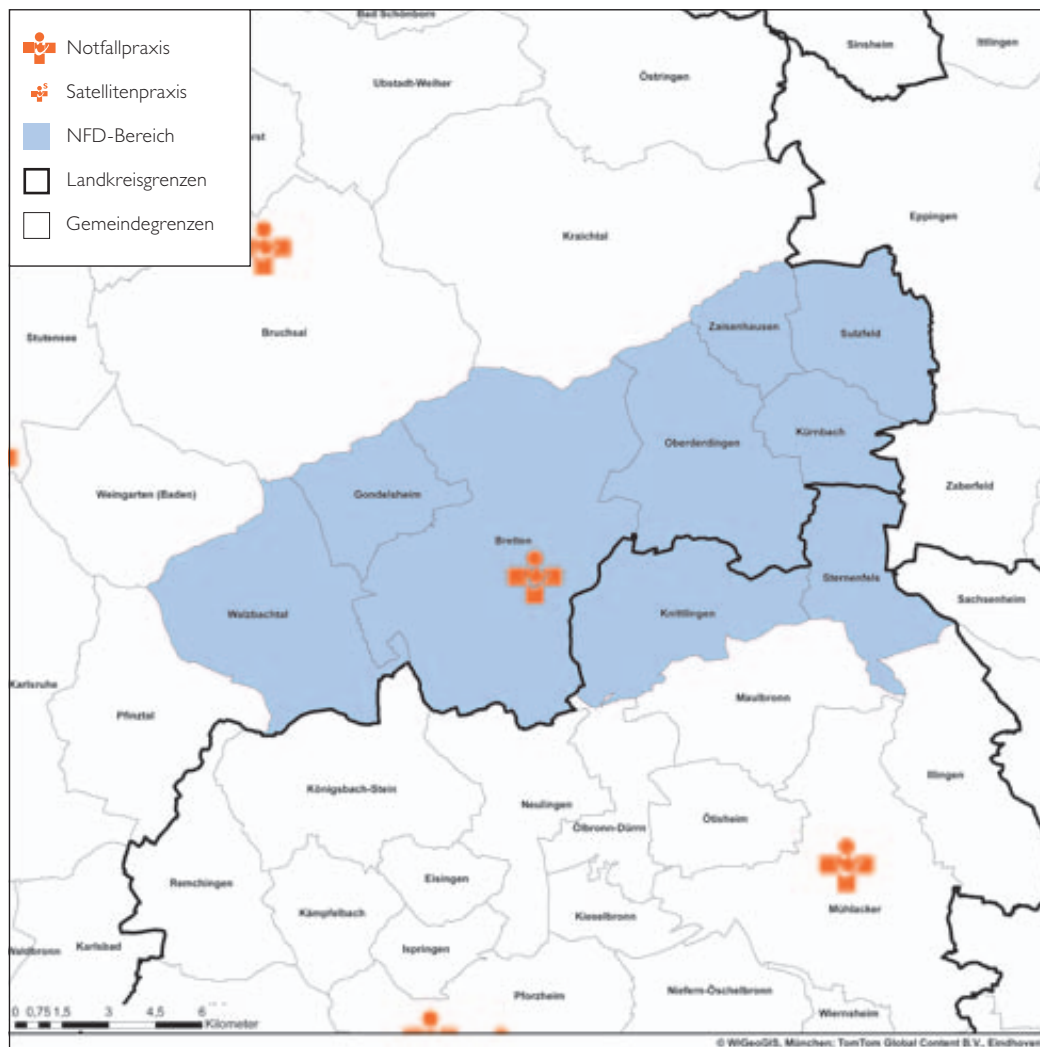 Bad Schönborn
Notfallpraxis
Sinsheim
Ittlingen
Östringen
Ubstadt-Weiher
Satellitenpraxis
NFD-Bereich
rst
Landkreisgrenzen
Gemeindegrenzen
Eppingen
Kraichtal
Bruchsal
Zaisenhausen
Sulzfeld
Stutensee
Kürnbach
Oberderdingen
Zaberfeld
Weingarten (Baden)
Gondelsheim
Bretten
Sternenfels
Sachsenheim
Walzbachtal
Knittlingen
Karlsruhe
Maulbronn
Pfinztal
Illingen
Königsbach-Stein
Neulingen
Ötisheim
Ölbronn-Dürrn
Eisingen
Remchingen
Mühlacker
Kämpfelbach
Kieselbronn
Waldbronn
Karlsbad
Ispringen
Niefern-Öschelbronn
Pforzheim
Wiernsheim
0 0,75 1,5 3 4,5 6
Kilometer
© WiGeoGIS, München; TomTom Global Content B.V., Eindhoven